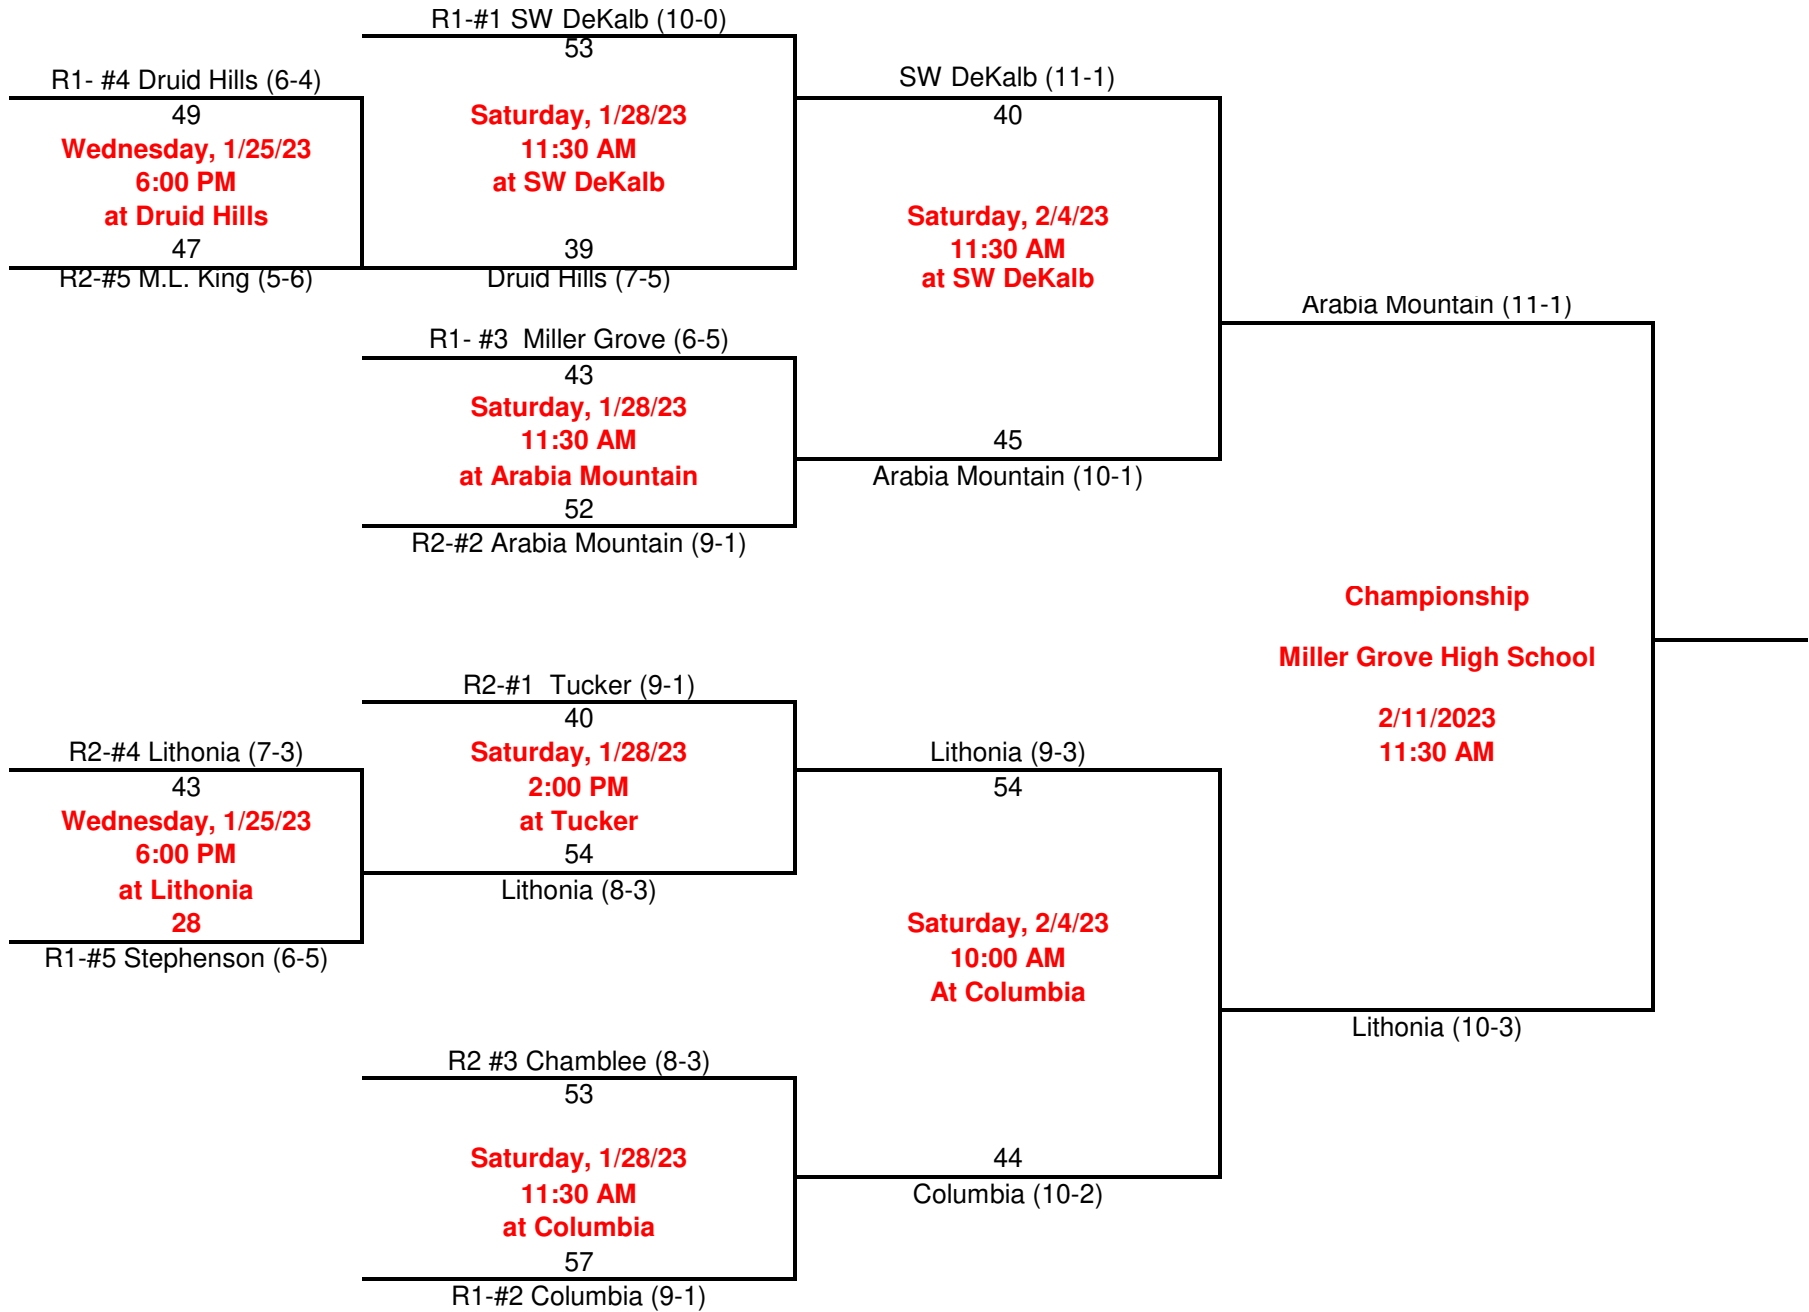 R1-#1 SW DeKalb (10-0)
53
R1- #4 Druid Hills (6-4)
49
Wednesday, 1/25/23
6:00 PM
at Druid Hills
47
R2-#5 M.L. King (5-6)
Saturday, 1/28/23
11:30 AM
at SW DeKalb
39
Druid Hills (7-5)
SW DeKalb (11-1)
40
Saturday, 2/4/23
11:30 AM
at SW DeKalb
45
Arabia Mountain (10-1)
R1- #3  Miller Grove (6-5)
43
Saturday, 1/28/23
11:30 AM
at Arabia Mountain
52
R2-#2 Arabia Mountain (9-1)
Arabia Mountain (11-1)
Championship
Miller Grove High School
2/11/2023
11:30 AM
R2-#1  Tucker (9-1)
40
Saturday, 1/28/23
2:00 PM
at Tucker
54
Lithonia (8-3)
R2-#4 Lithonia (7-3)
43
Wednesday, 1/25/23
6:00 PM
at Lithonia
28
R1-#5 Stephenson (6-5)
Lithonia (9-3)
54
Saturday, 2/4/23
10:00 AM
At Columbia
44
Columbia (10-2)
Lithonia (10-3)
R2 #3 Chamblee (8-3)
53
Saturday, 1/28/23
11:30 AM
at Columbia
57
R1-#2 Columbia (9-1)